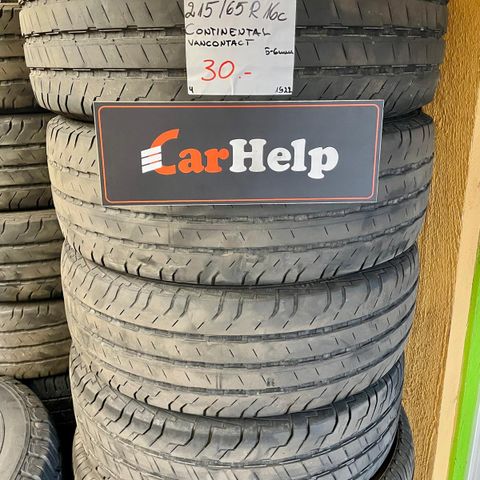 215/65 R 16c
CONTINENTAL
VANCONTACT
5-6mm
30.-
4
1522
CarHelp